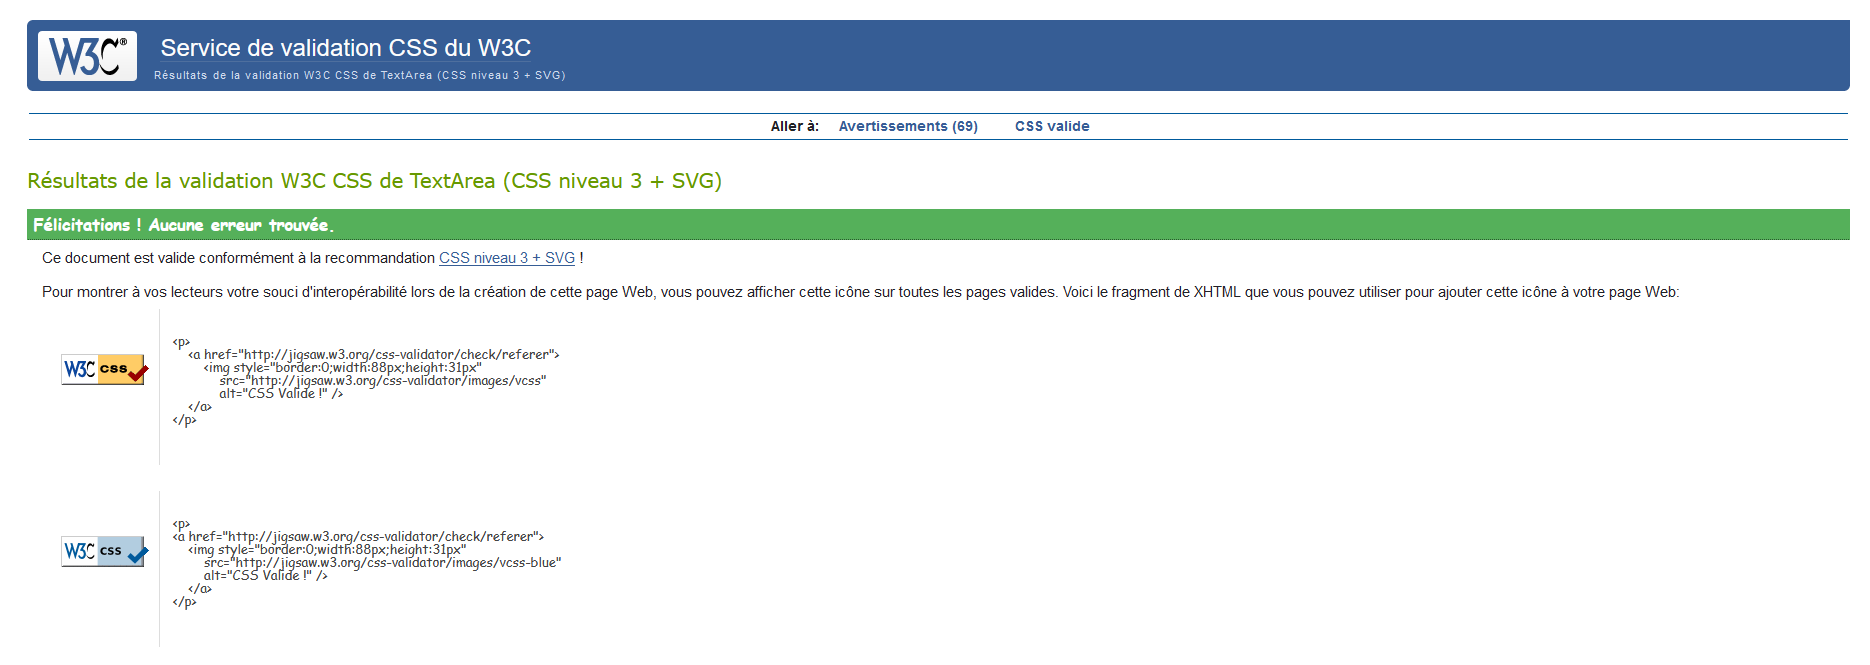 W3C®
Service de validation CSS du W3C
Résultats de la validation W3C CSS de TextArea (CSS niveau 3 + SVG)
Aller à: Avertissements (69) CSS valide
Résultats de la validation W3C CSS de TextArea (CSS niveau 3 + SVG)
Félicitations ! Aucune erreur trouvée.
Ce document est valide conformément à la recommandation CSS niveau 3 + SVG !
Pour montrer à vos lecteurs votre souci d'interopérabilité lors de la création de cette page Web, vous pouvez afficher cette icône sur toutes les pages valides. Voici le fragment de XHTML que vous pouvez utiliser pour ajouter cette icône à votre page Web:
W3C css
<p>
<a href="http://jigsaw.w3.org/css-validator/check/referer">
<img style="border:0;width:88px;height:31px"
src="http://jigsaw.w3.org/css-validator/images/vcss"
alt="CSS Valide !" />
</a>
</p>
W3C css
<p>
<a href="http://jigsaw.w3.org/css-validator/check/referer">
<img style="border:0;width:88px;height:31px"
src="http://jigsaw.w3.org/css-validator/images/vcss-blue"
alt="CSS Valide !" />
</a>
</p>